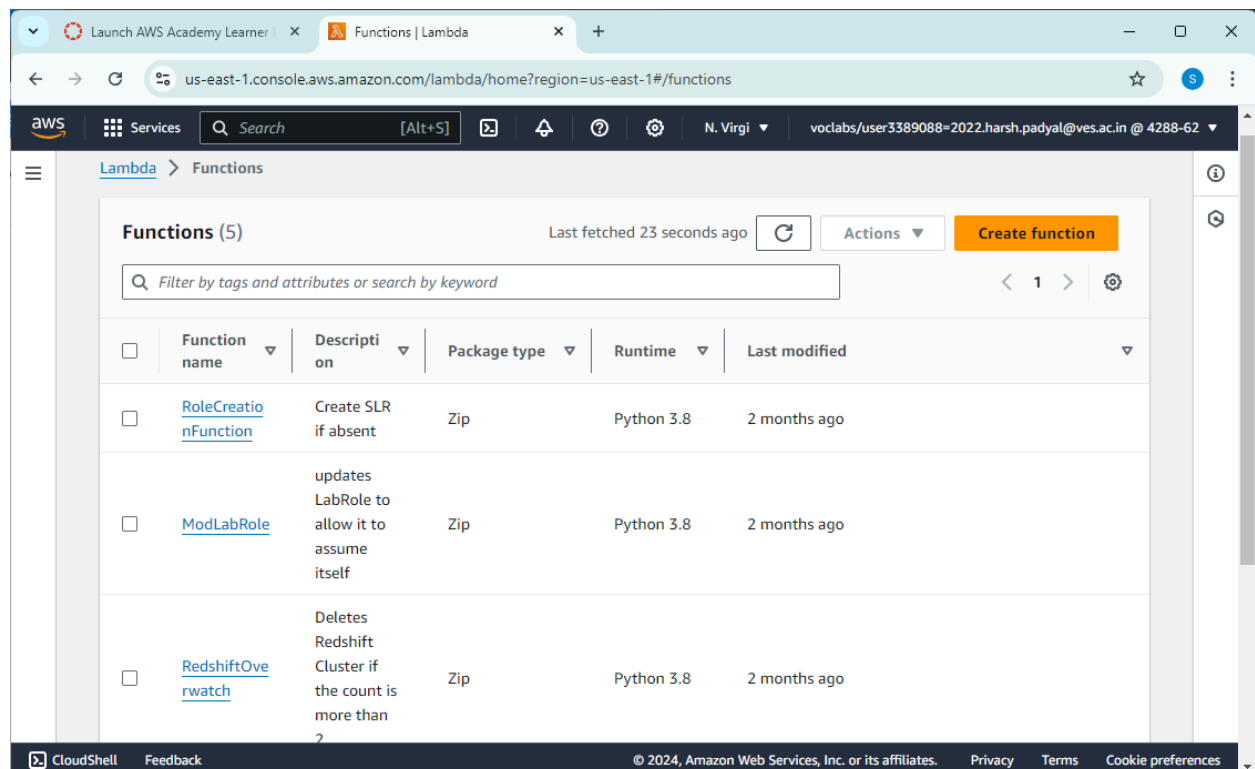 Launch AWS Academy Learner L
Functions | Lambda
us-east-1.console.aws.amazon.com/lambda/home?region=us-east-1#/functions
S
aws Services Search [Alt+S] N. Virgi voclabs/user3389088=2022.harsh.padyal@ves.ac.in @ 4288-62
Lambda > Functions
Functions (5) Last fetched 23 seconds ago Actions Create function
Filter by tags and attributes or search by keyword 1
Function
name
Descripti
on
Package type
Runtime
Last modified
RoleCreatio
nFunction
Create SLR
if absent
Zip
Python 3.8
2 months ago
ModLabRole
updates
LabRole to
allow it to
assume
itself
Zip
Python 3.8
2 months ago
RedshiftOve
rwatch
Deletes
Redshift
Cluster if
the count is
more than
2
Zip
Python 3.8
2 months ago
CloudShell Feedback © 2024, Amazon Web Services, Inc. or its affiliates. Privacy Terms Cookie preferences